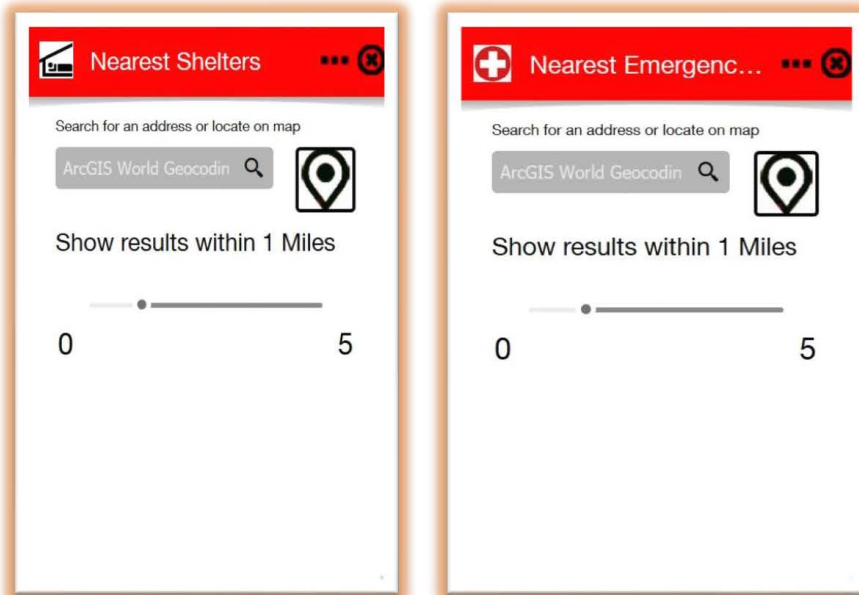 Nearest Shelters
Search for an address or locate on map
ArcGIS World Geocodin
Show results within 1 Miles
0 5
Nearest Emergenc...
Search for an address or locate on map
ArcGIS World Geocodin
Show results within 1 Miles
0 5